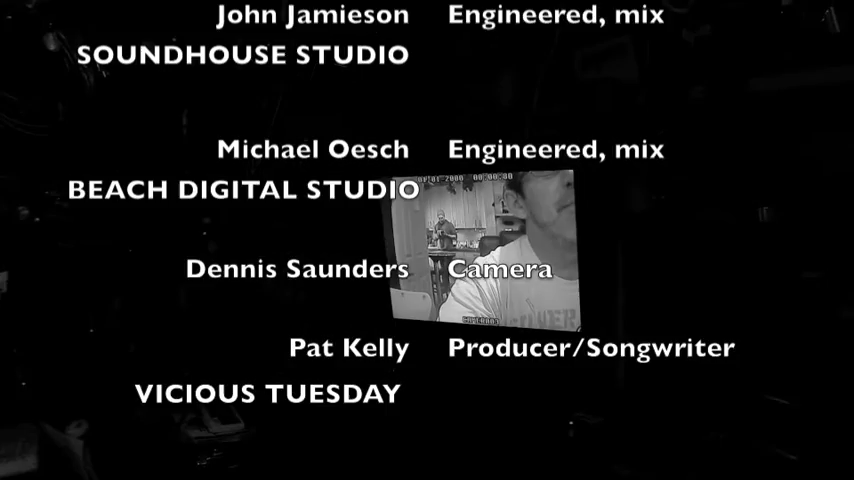 John Jamieson Engineered, mix
SOUNDHOUSE STUDIO
Michael Oesch Engineered, mix
BEACH DIGITAL STUDIO
Dennis Saunders Camera
Pat Kelly Producer/Songwriter
VICIOUS TUESDAY